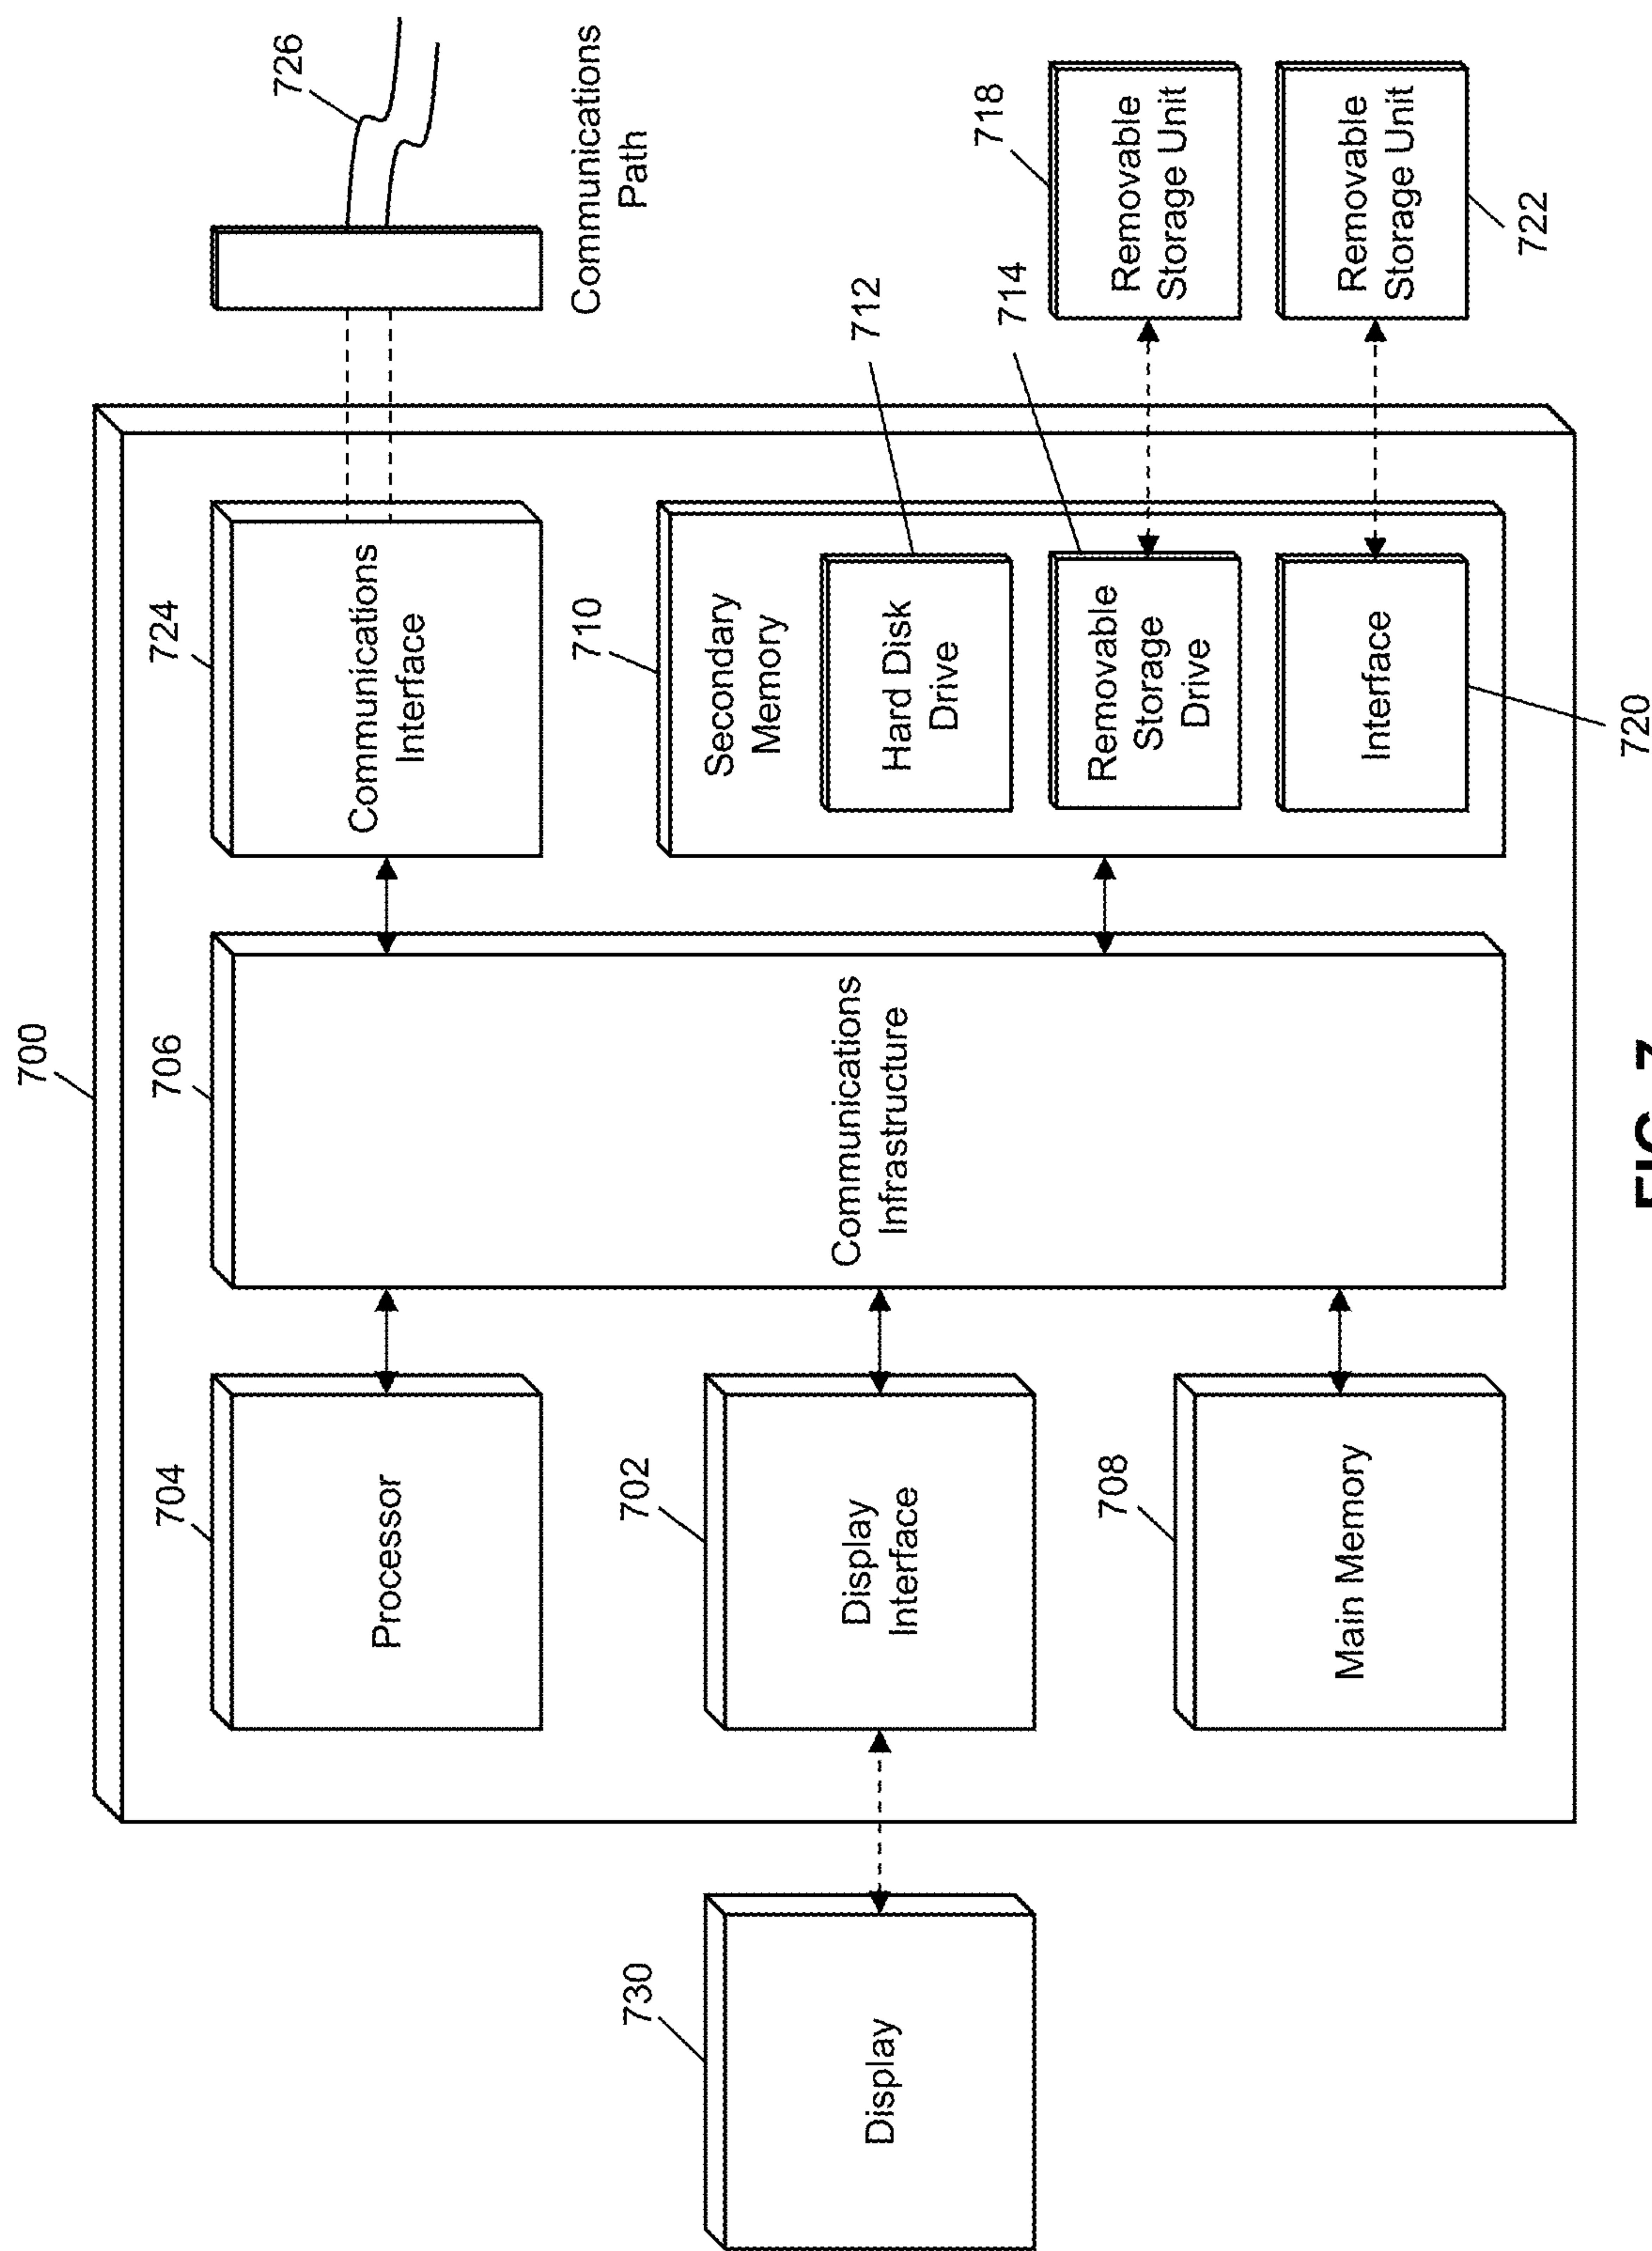 700
704
706
724
726
Processor
Communications
Interface
Communications
Path
730
702
710
Display
Display
Interface
Communications
Infrastructure
Secondary
Memory
712
Hard Disk
Drive
718
714
Removable
Storage
Drive
Removable
Storage Unit
708
Main Memory
Interface
Removable
Storage Unit
722
720
FIG. 7